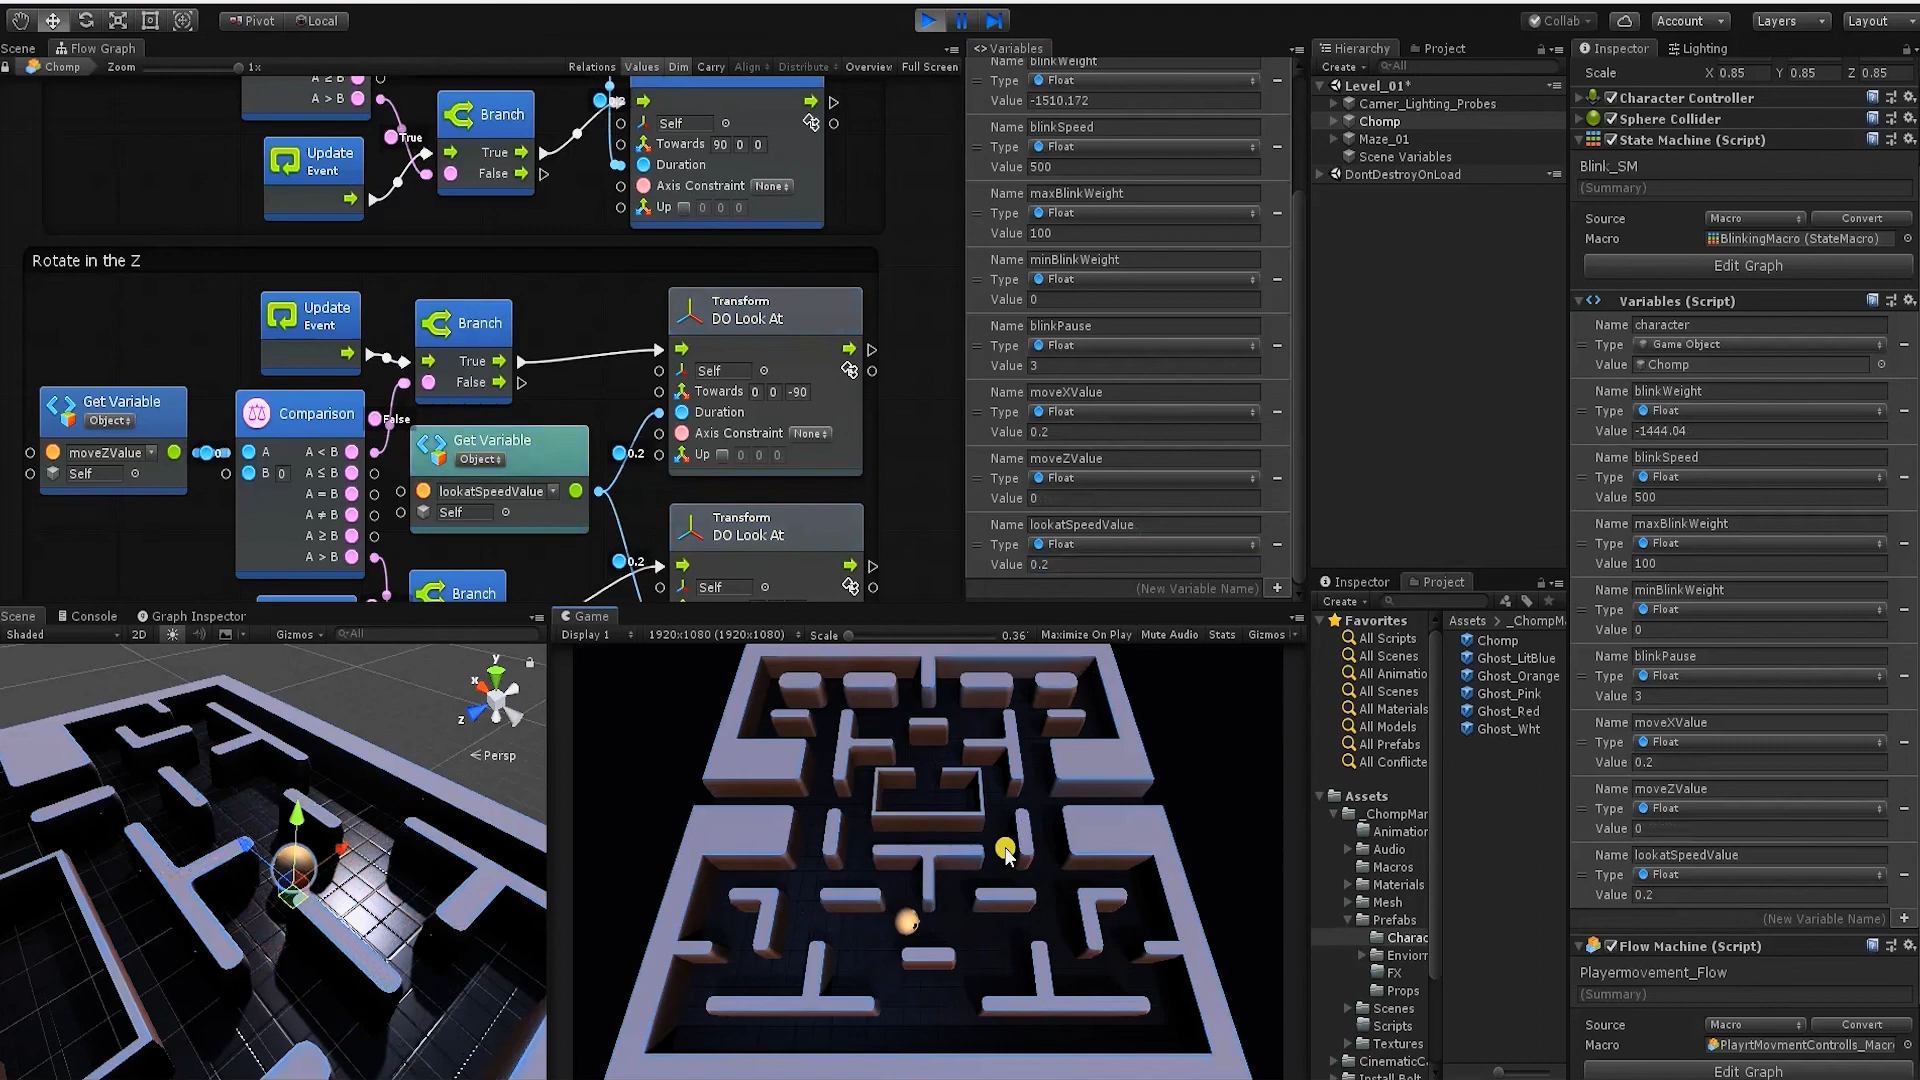 Pivot Local
Collab Account Layers Layout
Scene Flow Graph
Chomp Zoom 1x Relations Values Dim Carry Align Distribute Overview Full Screen
A ≥ B
A > B
True
Update
Event
Branch
True
False
Self
Towards 90 0 0
Duration
Axis Constraint None
Up 0 0 0
Rotate in the Z
Update
Event
Branch
True
False
Transform
DO Look At
Self
Towards 0 0 -90
Duration
Axis Constraint None
Up 0 0 0
Get Variable
Object
moveZValue
Self
0
Comparison
False
A A < B
B 0 A ≤ B
A = B
A ≠ B
A ≥ B
A > B
Get Variable
Object
lookatSpeedValue
Self
0.2
0.2
Transform
DO Look At
Self
Branch
Variables
Name blinkWeight
Type Float
Value -1510.172
Name blinkSpeed
Type Float
Value 500
Name maxBlinkWeight
Type Float
Value 100
Name minBlinkWeight
Type Float
Value 0
Name blinkPause
Type Float
Value 3
Name moveXValue
Type Float
Value 0.2
Name moveZValue
Type Float
Value 0
Name lookatSpeedValue
Type Float
Value 0.2
(New Variable Name) +
Hierarchy Project
Create All
Level_01*
Camer_Lighting_Probes
Chomp
Maze_01
Scene Variables
DontDestroyOnLoad
Inspector Lighting
Scale X 0.85 Y 0.85 Z 0.85
Character Controller
Sphere Collider
State Machine (Script)
Blink_SM
(Summary)
Source Macro Convert
Macro BlinkingMacro (StateMacro)
Edit Graph
Variables (Script)
Name character
Type Game Object
Value Chomp
Name blinkWeight
Type Float
Value -1444.04
Name blinkSpeed
Type Float
Value 500
Name maxBlinkWeight
Type Float
Value 100
Name minBlinkWeight
Type Float
Value 0
Name blinkPause
Type Float
Value 3
Name moveXValue
Type Float
Value 0.2
Name moveZValue
Type Float
Value 0
Name lookatSpeedValue
Type Float
Value 0.2
(New Variable Name) +
Flow Machine (Script)
Playermovement_Flow
(Summary)
Source Macro Convert
Macro PlayrtMovmentControlls_Macr
Edit Graph
Scene Console Graph Inspector
Shaded 2D Gizmos All
y
x
z
Persp
Game
Display 1 1920x1080 (1920x1080) Scale 0.36 Maximize On Play Mute Audio Stats Gizmos
Inspector Project
Create
Favorites
All Scripts
All Scenes
All Animatio
All Scenes
All Materials
All Models
All Prefabs
All Conflicte
Assets
_ChompMan
Animation
Audio
Macros
Materials
Mesh
Prefabs
Charac
Enviorn
FX
Props
Scenes
Scripts
Textures
CinematicCa
Install Bolt
Assets > _ChompMa
Chomp
Ghost_LitBlue
Ghost_Orange
Ghost_Pink
Ghost_Red
Ghost_Wht